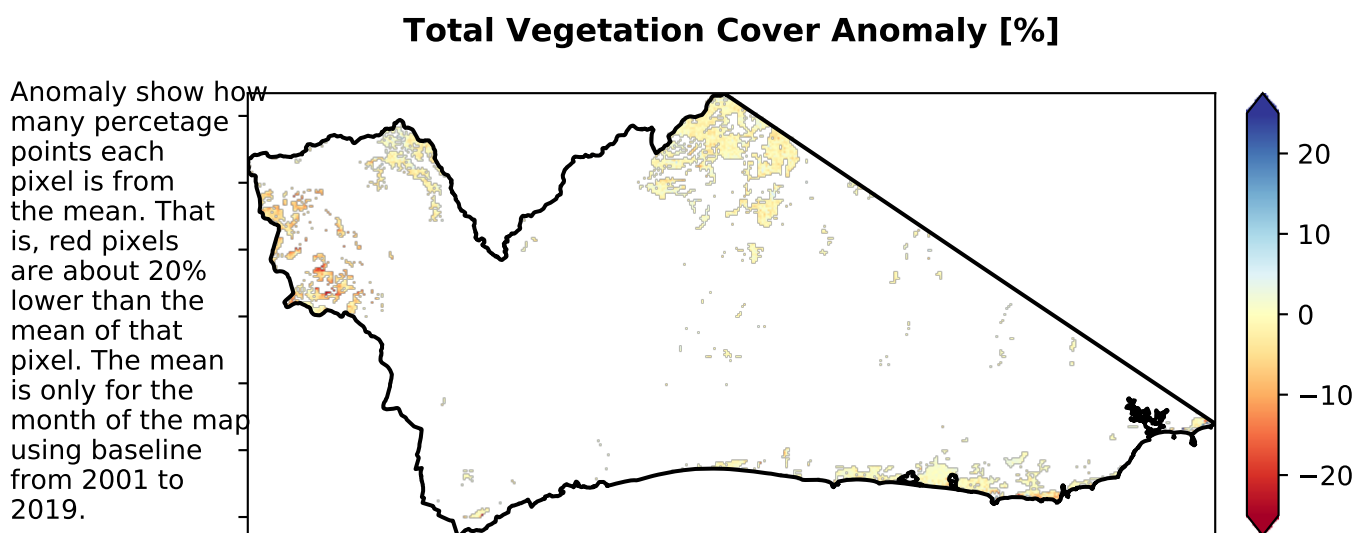 Total Vegetation Cover Anomaly [%]
Anomaly show how
many percetage
points each
pixel is from
the mean. That
is, red pixels
are about 20%
lower than the
mean of that
pixel. The mean
is only for the
month of the map
using baseline
from 2001 to
2019.
20
10
0
−10
−20